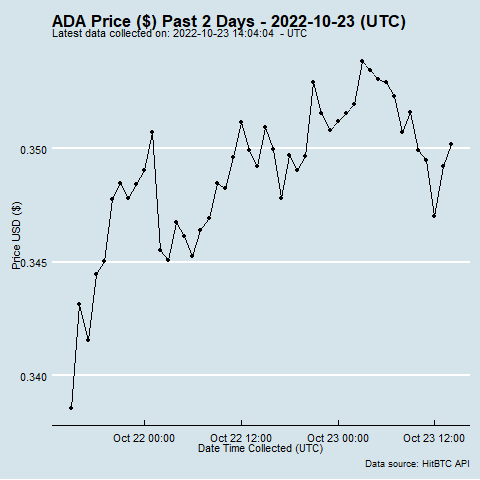 ADA Price ($) Past 2 Days - 2022-10-23 (UTC)
Latest data collected on: 2022-10-23 14:04:04 - UTC
0.350
0.345
0.340
Price USD ($)
Oct 22 00:00 Oct 22 12:00 Oct 23 00:00 Oct 23 12:00
Date Time Collected (UTC)
Data source: HitBTC API